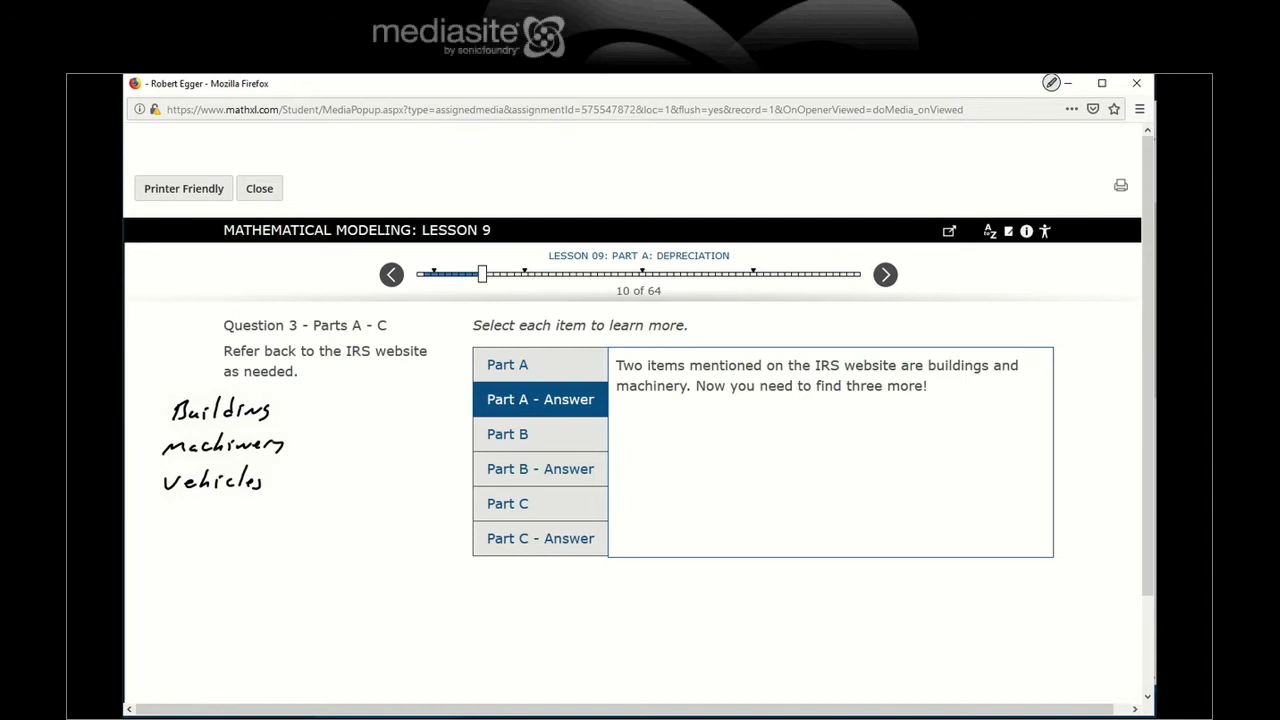 mediasite
by sonicfoundry
- Robert Egger - Mozilla Firefox
https://www.mathxl.com/Student/MediaPopup.aspx?type=assignedmedia&assignmentId=575547872&loc=1&flush=yes&record=1&OnOpenerViewed=doMedia_onViewed
Printer Friendly Close
MATHEMATICAL MODELING: LESSON 9
LESSON 09: PART A: DEPRECIATION
10 of 64
Question 3 - Parts A - C
Refer back to the IRS website
as needed.
Building
Machinery
Vehicles
Select each item to learn more.
Part A
Part A - Answer
Part B
Part B - Answer
Part C
Part C - Answer
Two items mentioned on the IRS website are buildings and
machinery. Now you need to find three more!